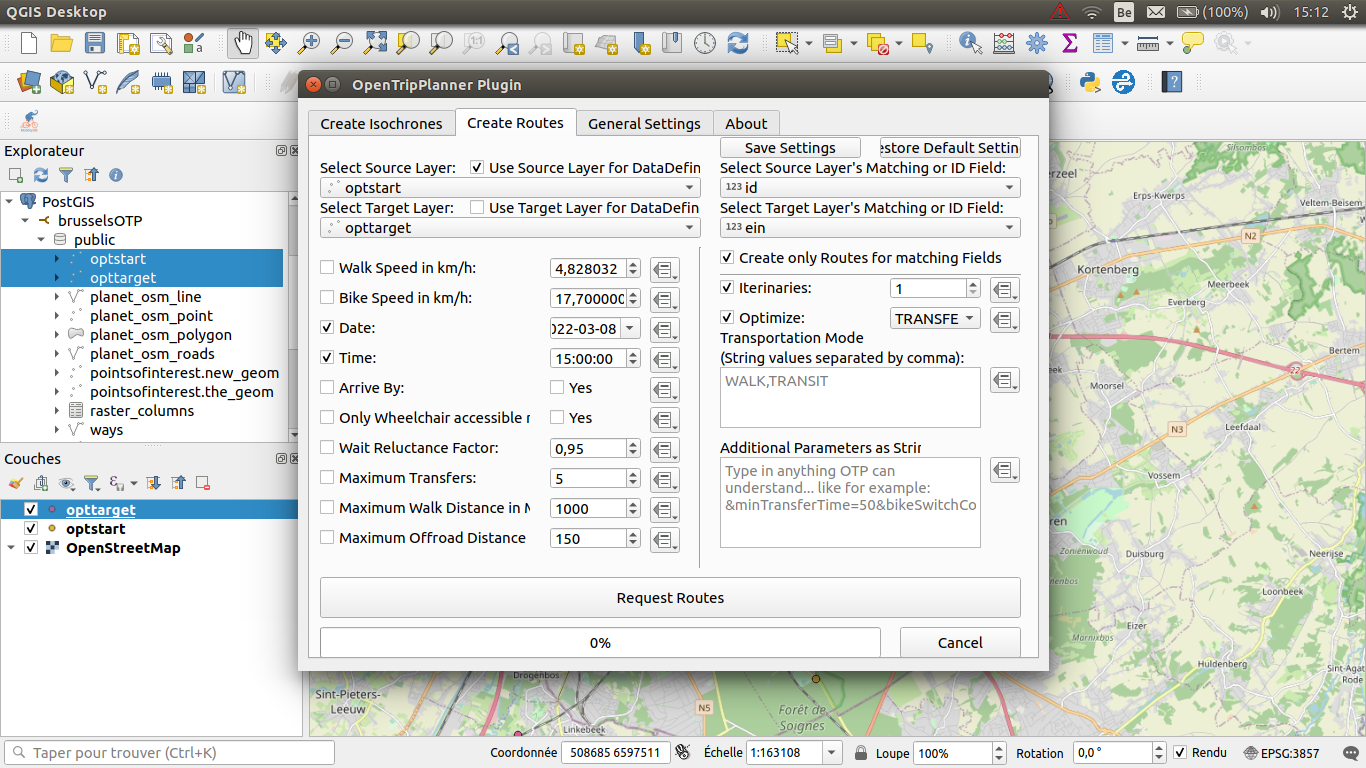 QGIS Desktop
Be
(100%)
15:12
OpenTripPlanner Plugin
Create Isochrones
Create Routes
General Settings
About
Save Settings
estore Default Settin
Select Source Layer:
Use Source Layer for DataDefin
Select Source Layer's Matching or ID Field:
optstart
123 id
Select Target Layer:
Use Target Layer for DataDefin
Select Target Layer's Matching or ID Field:
opttarget
123 ein
Walk Speed in km/h:
4,828032
Bike Speed in km/h:
17,700000
Date:
022-03-08
Time:
15:00:00
Arrive By:
Yes
Only Wheelchair accessible r
Yes
Wait Reluctance Factor:
0,95
Maximum Transfers:
5
Maximum Walk Distance in M
1000
Maximum Offroad Distance
150
Create only Routes for matching Fields
Iterinaries:
1
Optimize:
TRANSFE
Transportation Mode
(String values separated by comma):
WALK,TRANSIT
Additional Parameters as Strir
Type in anything OTP can
understand... like for example:
&minTransferTime=50&bikeSwitchCo
Request Routes
0%
Cancel
Explorateur
PostGIS
brusselsOTP
public
optstart
opttarget
planet_osm_line
planet_osm_point
planet_osm_polygon
planet_osm_roads
pointsofinterest.new_geom
pointsofinterest.the_geom
raster_columns
ways
Couches
opttarget
optstart
OpenStreetMap
Silsombos
Erps-Kwerps
Veltem-Beisem
N2
Kortenberg
Meerbeek
Everberg
Bertem
22
Moorsel
Leefdaal
N3
Vossem
Zoniënwoud
Duisburg
Neerijse
Loonbeek
Eizer
Marnixbos
Huldenberg
Sint-Agat
Rode
Sint-Pieters-
Leeuw
Drogenbos
Linkebeek
N5
Forêt de
Soignes
Taper pour trouver (Ctrl+K)
Coordonnée
508685 6597511
Échelle
1:163108
Loupe
100%
Rotation
0,0 °
Rendu
EPSG:3857